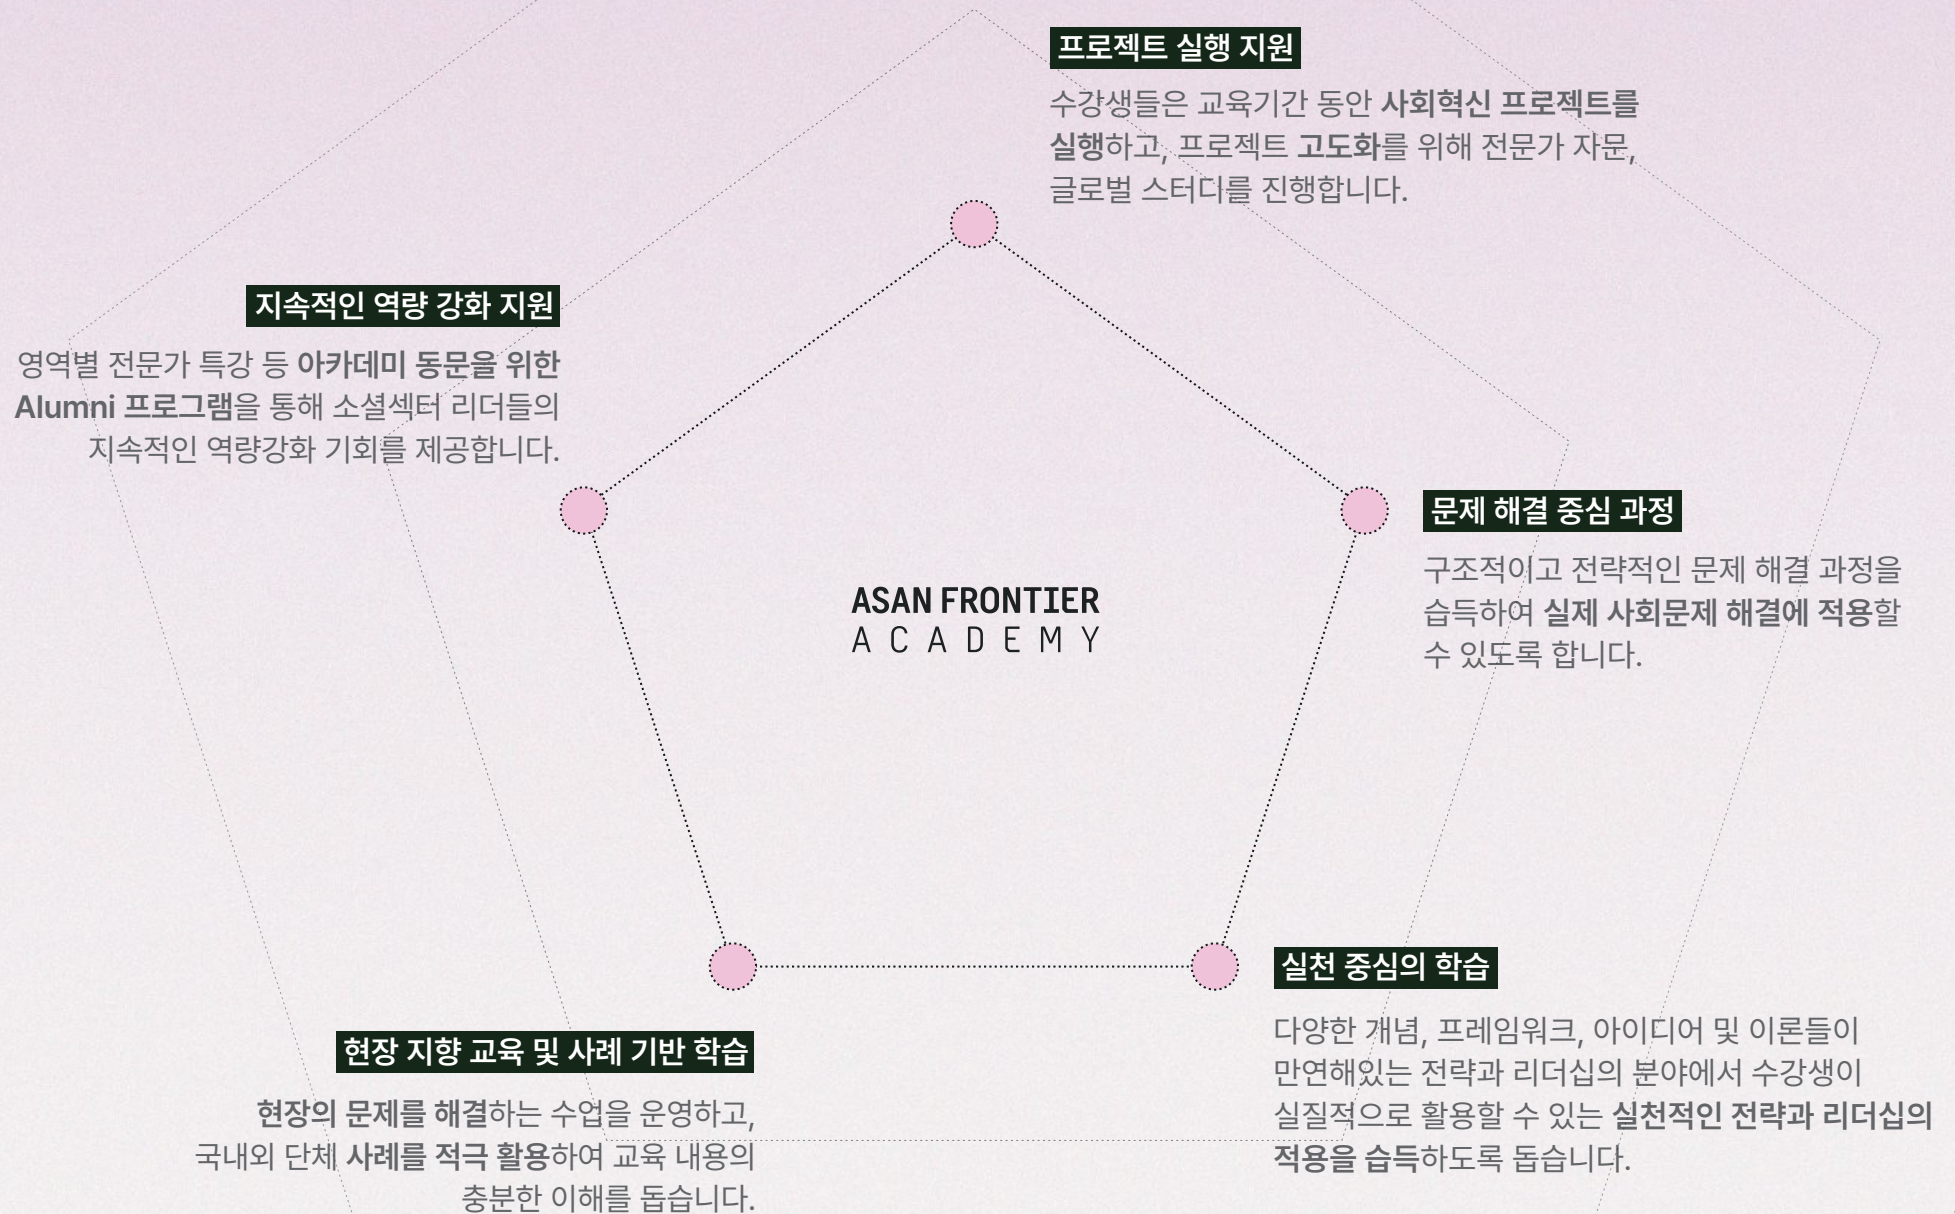 프로젝트 실행 지원
수강생들은 교육기간 동안 사회혁신 프로젝트를
실행하고, 프로젝트 고도화를 위해 전문가 자문,
글로벌 스터디를 진행합니다.
지속적인 역량 강화 지원
영역별 전문가 특강 등 아카데미 동문을 위한
Alumni 프로그램을 통해 소셜섹터 리더들의
지속적인 역량강화 기회를 제공합니다.
문제 해결 중심 과정
구조적이고 전략적인 문제 해결 과정을
습득하여 실제 사회문제 해결에 적용할
수 있도록 합니다.
ASAN FRONTIER
ACADEMY
실천 중심의 학습
다양한 개념, 프레임워크, 아이디어 및 이론들이
만연해있는 전략과 리더십의 분야에서 수강생이
실질적으로 활용할 수 있는 실천적인 전략과 리더십의
적용을 습득하도록 돕습니다.
현장 지향 교육 및 사례 기반 학습
현장의 문제를 해결하는 수업을 운영하고,
국내외 단체 사례를 적극 활용하여 교육 내용의
충분한 이해를 돕습니다.